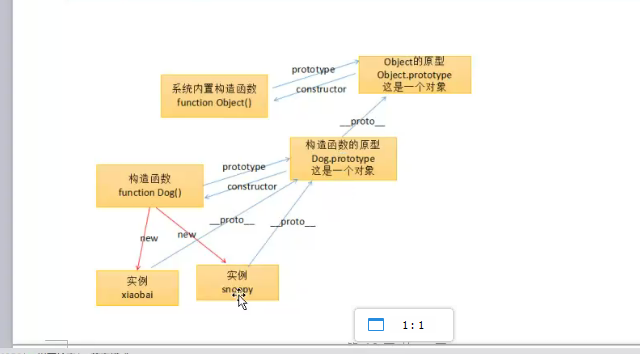 Object的原型
Object.prototype
这是一个对象
prototype
constructor
系统内置构造函数
function Object()
__proto__
构造函数的原型
Dog.prototype
这是一个对象
prototype
constructor
构造函数
function Dog()
__proto__
__proto__
new
new
实例
xiaobai
实例
snoopy
1:1